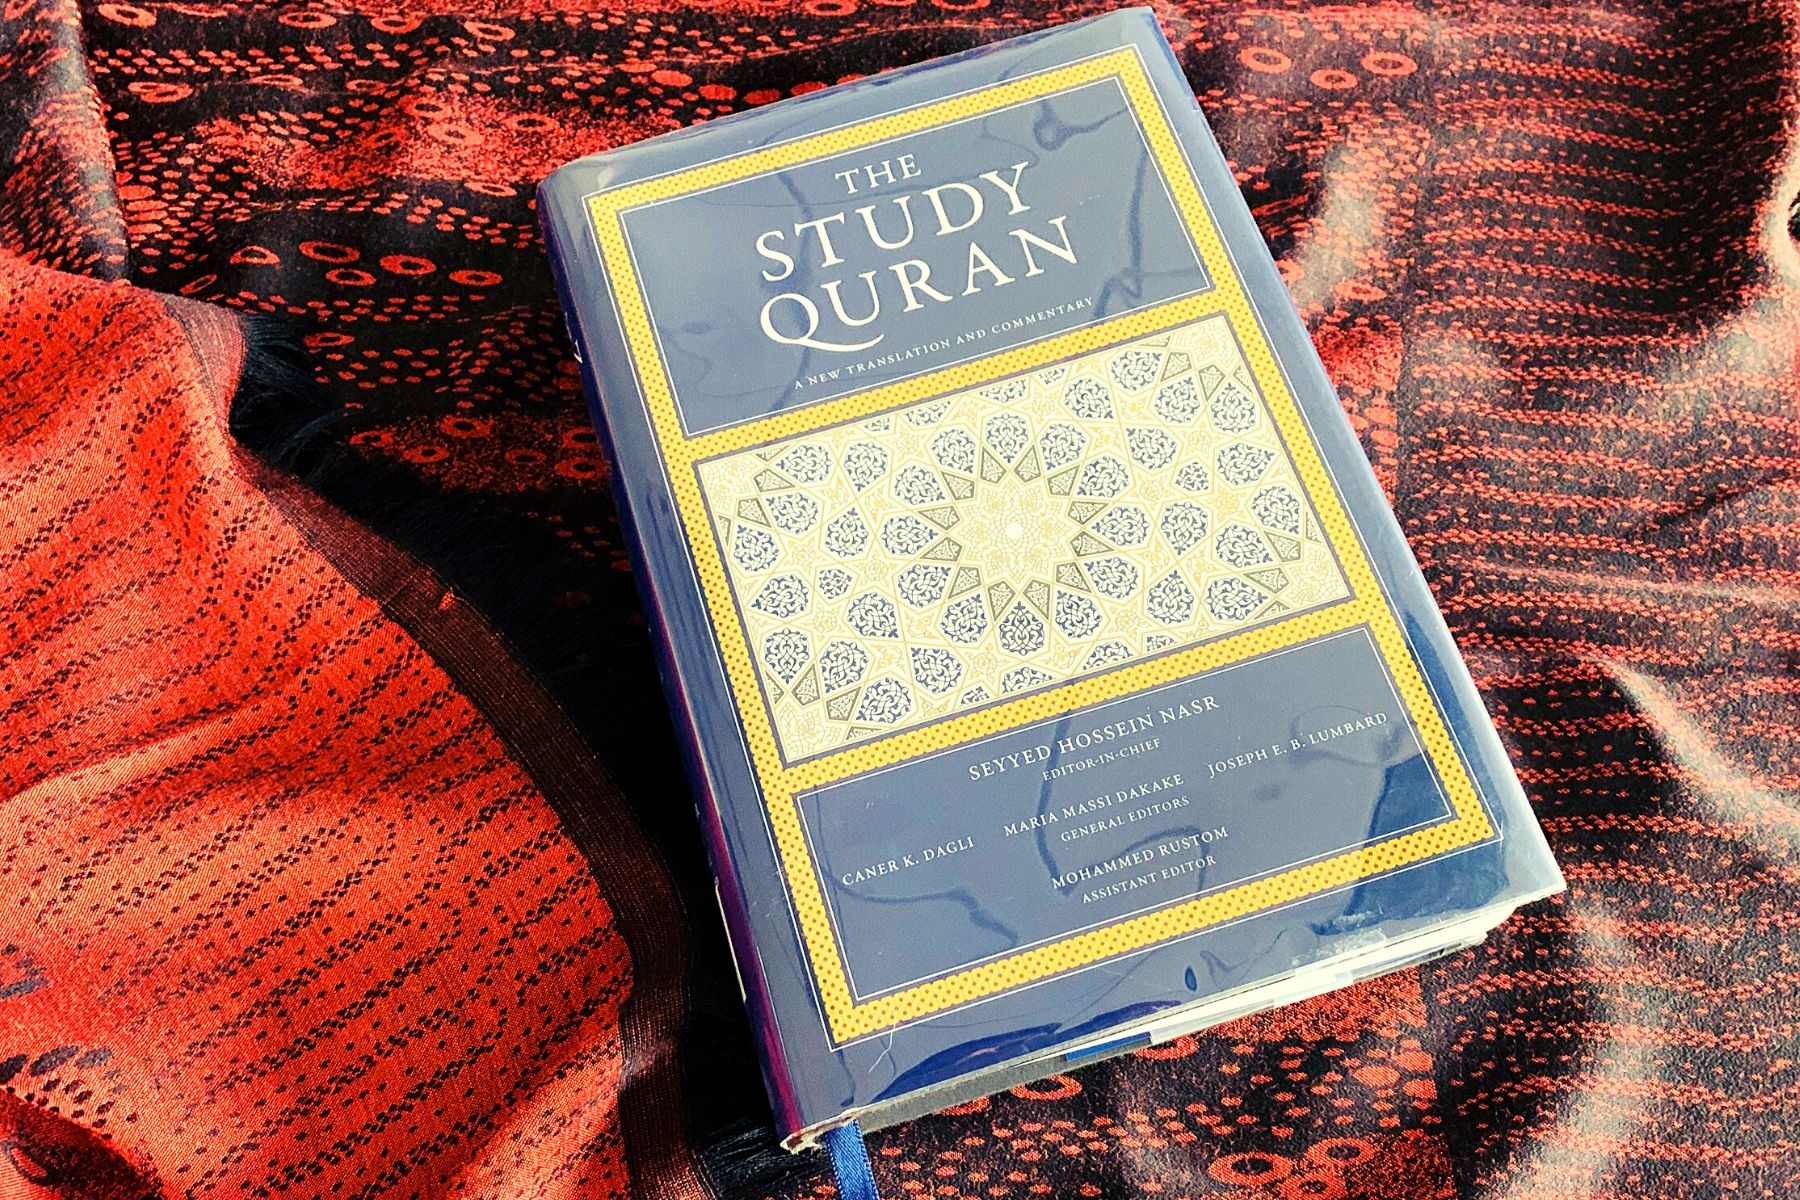 THE
STUDY
QURAN
A NEW TRANSLATION AND COMMENTARY
SEYYED HOSSEIN NASR
EDITOR-IN-CHIEF
CANER K. DAGLI MARIA MASSI DAKAKE JOSEPH E. B. LUMBARD
GENERAL EDITORS
MOHAMMED RUSTOM
ASSISTANT EDITOR